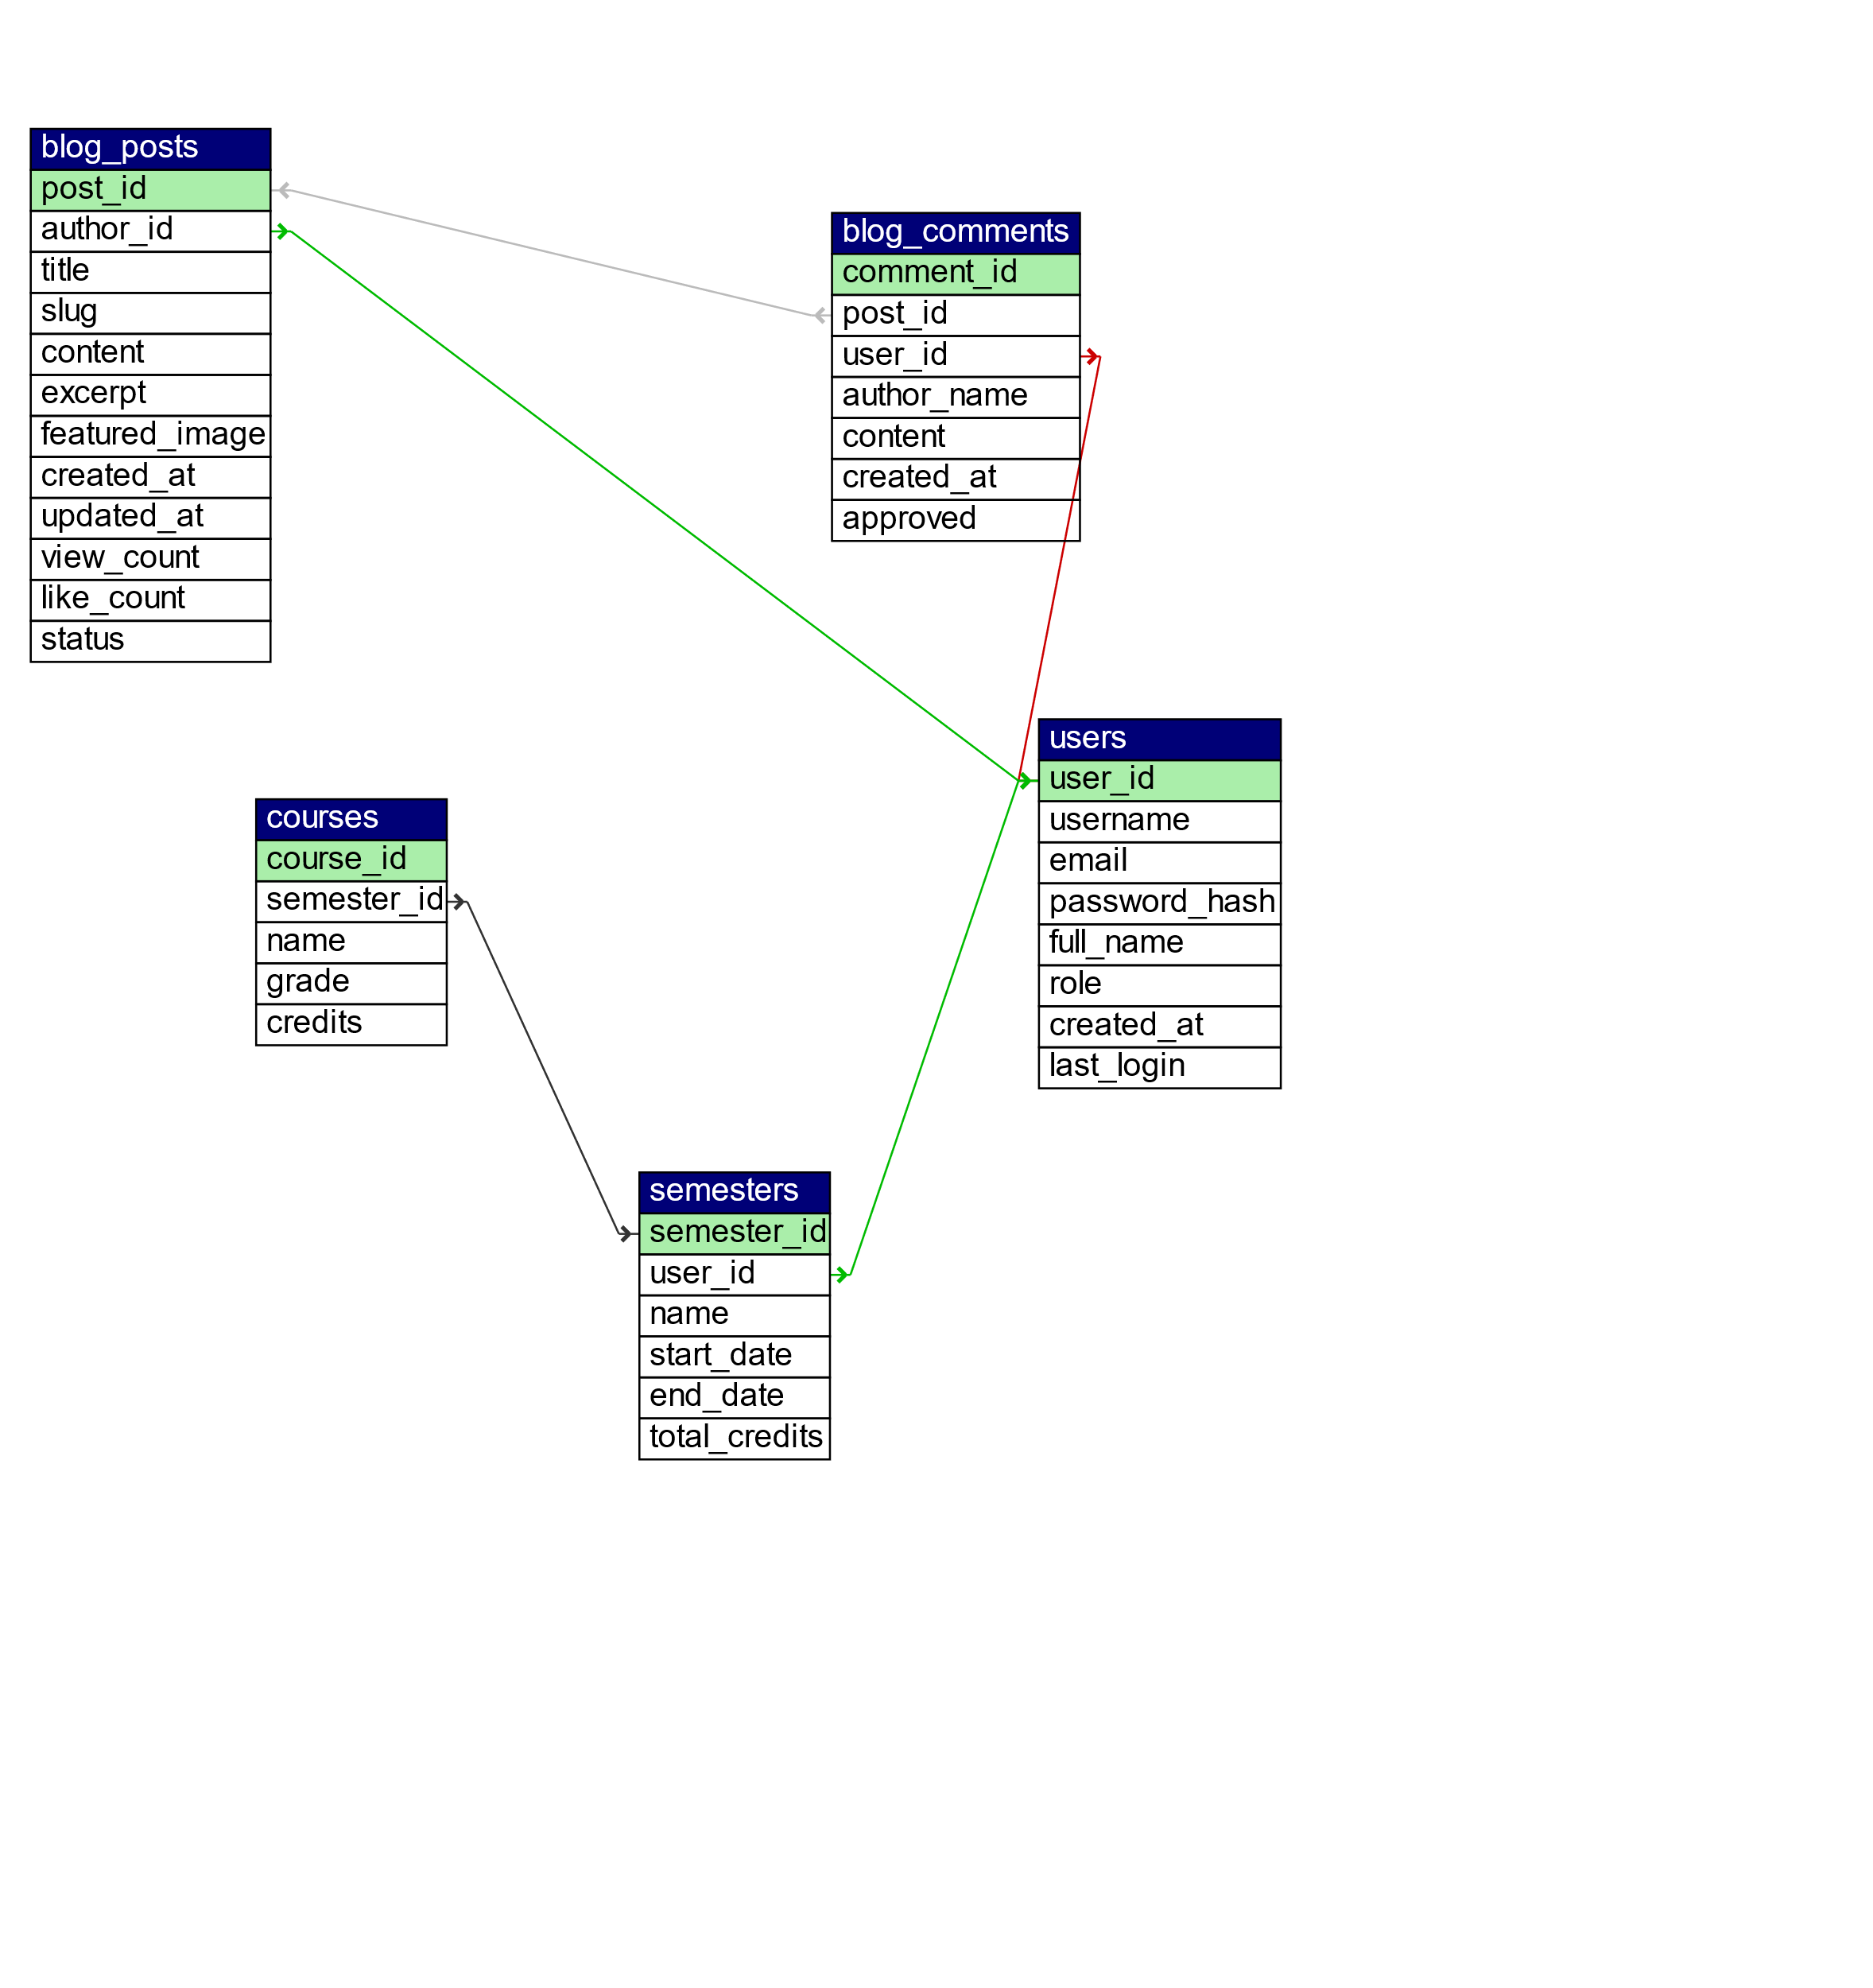 blog_posts
post_id
author_id
title
slug
content
excerpt
featured_image
created_at
updated_at
view_count
like_count
status
blog_comments
comment_id
post_id
user_id
author_name
content
created_at
approved
users
user_id
username
email
password_hash
full_name
role
created_at
last_login
courses
course_id
semester_id
name
grade
credits
semesters
semester_id
user_id
name
start_date
end_date
total_credits